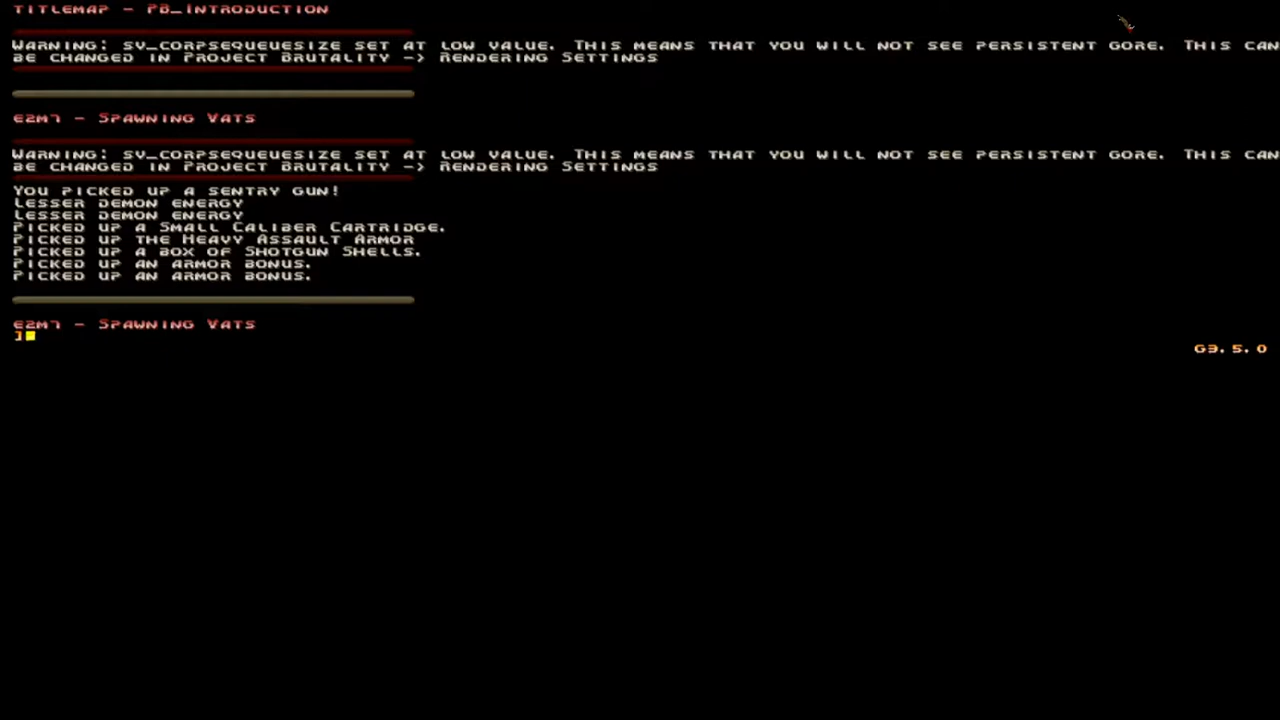 TITLEMAP - PB_INTRODUCTION
WARNING: SV_CORPSEQUEUESIZE SET AT LOW VALUE. THIS MEANS THAT YOU WILL NOT SEE PERSISTENT GORE. THIS CAN
BE CHANGED IN PROJECT BRUTALITY -> RENDERING SETTINGS
E2M7 - SPAWNING VATS
WARNING: SV_CORPSEQUEUESIZE SET AT LOW VALUE. THIS MEANS THAT YOU WILL NOT SEE PERSISTENT GORE. THIS CAN
BE CHANGED IN PROJECT BRUTALITY -> RENDERING SETTINGS
YOU PICKED UP A SENTRY GUN!
LESSER DEMON ENERGY
LESSER DEMON ENERGY
PICKED UP A SMALL CALIBER CARTRIDGE.
PICKED UP THE HEAVY ASSAULT ARMOR
PICKED UP A BOX OF SHOTGUN SHELLS.
PICKED UP AN ARMOR BONUS.
PICKED UP AN ARMOR BONUS.
E2M7 - SPAWNING VATS
]
G3.5.0